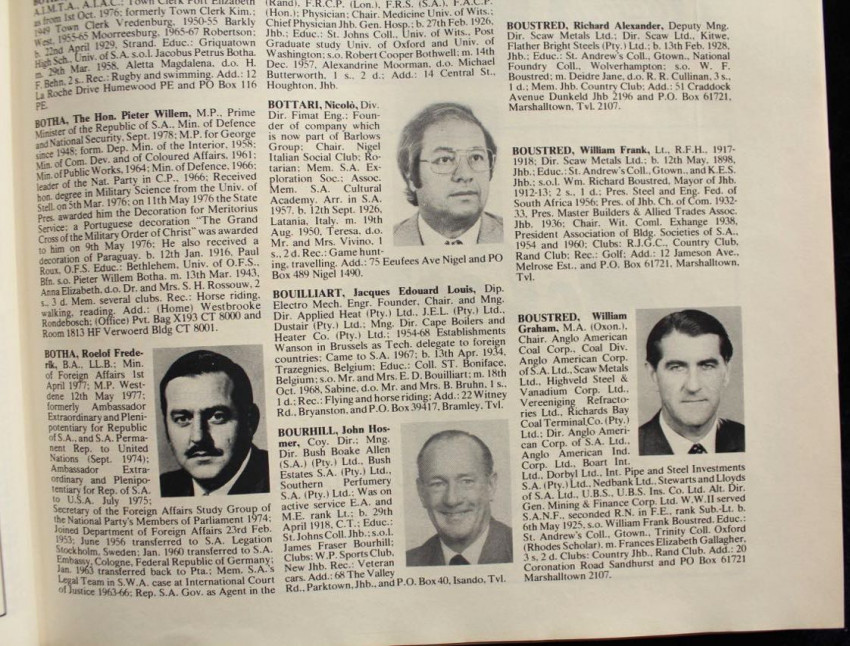 A.I.M.T.A., A.I.A.C.; Town Clerk Port Elizabeth
as from 1st Oct. 1976; formerly Town Clerk Kim.;
1949 Town Clerk Vredenburg, 1950-55 Barkly
West, 1955-65 Moorreesburg, 1965-67 Robertson;
b. 22nd April 1929, Strand. Educ.: Griquatown
High Sch., Univ. of S.A. s.o.l. Jacobus Petrus Botha.
m. 29th Mar. 1958, Aletta Magdalena, d.o. H.
F. Behn, 2 s.. Rec.: Rugby and swimming. Add.: 12
La Roche Drive Humewood PE and PO Box 116
PE.
BOTHA, The Hon. Pieter Willem, M.P., Prime
Minister of the Republic of S.A., Min. of Defence
and National Security, Sept. 1978; M.P. for George
since 1948; form. Dep. Min. of the Interior, 1958;
Min. of Com. Dev. and of Coloured Affairs, 1961;
Min. of Public Works, 1964; Min. of Defence, 1966;
leader of the Nat. Party in C.P., 1966; Received
hon. degree in Military Science from the Univ. of
Stell. on 5th Mar. 1976; on 11th May 1976 the State
Pres. awarded him the Decoration for Meritorius
Service: a Portuguese decoration "The Grand
Cross of the Military Order of Christ" was awarded
to him on 9th May 1976; He also received a
decoration of Paraguay. b. 12th Jan. 1916, Paul
Roux, O.F.S. Educ.: Bethlehem, Univ. of O.F.S.,
Bfn. s.o. Pieter Willem Botha. m. 13th Mar. 1943,
Anna Elizabeth, d.o. Dr. and Mrs. S. H. Rossouw, 2
s., 3 d. Mem. several clubs. Rec.: Horse riding,
walking, reading. Add.: (Home) Westbrooke
Rondebosch; (Office) Pvt. Bag X193 CT 8000 and
Room 1813 HF Verwoerd Bldg CT 8001.
BOTHA, Roelof Frede-
rik, B.A., LL.B.; Min.
of Foreign Affairs 1st
April 1977; M.P. West-
dene 12th May 1977;
formerly Ambassador
Extraordinary and Pleni-
potentiary for Republic
of S.A., and S.A. Perma-
nent Rep. to United
Nations (Sept. 1974);
Ambassador Extra-
ordinary and Plenipo-
tentiary for Rep. of S.A.
to U.S.A. July 1975;
Secretary of the Foreign Affairs Study Group of
the National Party's Members of Parliament 1974;
Joined Department of Foreign Affairs 23rd Feb.
1953; June 1956 transferred to S.A. Legation
Stockholm, Sweden: Jan. 1960 transferred to S.A.
Embassy, Cologne, Federal Republic of Germany;
Jan. 1963 transferred back to Pta.; Mem. S.A.'s
Legal Team in S.W.A. case at International Court
of Justice 1963-66; Rep. S.A. Gov. as Agent in the
(Rand), F.R.C.P. (Lon.), F.R.S. (S.A.), F.A.C.P.
(Hon.); Physician; Chair. Medicine Univ. of Wits.;
Chief Physician Jhb. Gen. Hosp.; b. 27th Feb. 1926,
Jhb.; Educ.: St. Johns Coll., Univ. of Wits., Post
Graduate study Univ. of Oxford and Univ. of
Washington; s.o. Robert Cooper Bothwell; m. 14th
Dec. 1957, Alexandrine Moorman, d.o. Michael
Butterworth, 1 s., 2 d.; Add.: 14 Central St.,
Houghton, Jhb.
BOTTARI, Nicoló, Div.
Dir. Fimat Eng.; Foun-
der of company which
is now part of Barlows
Group; Chair. Nigel
Italian Social Club; Ro-
tarian; Mem. S.A. Ex-
ploration Soc.; Assoc.
Mem. S.A. Cultural
Academy. Arr. in S.A.
1957. b. 12th Sept. 1926,
Latania, Italy. m. 19th
Aug. 1950, Teresa, d.o.
Mr. and Mrs. Vivino, 1
s., 2 d. Rec.: Game hunt-
ing, travelling. Add.: 75 Eeufees Ave Nigel and PO
Box 489 Nigel 1490.
BOUILLIART, Jacques Edouard Louis, Dip.
Electro Mech. Engr. Founder, Chair. and Mng.
Dir. Applied Heat (Pty.) Ltd., J.E.L. (Pty.) Ltd.,
Dustair (Pty.) Ltd.; Mng. Dir. Cape Boilers and
Heater Co. (Pty.) Ltd.; 1954-68 Establishments
Wanson in Brussels as Tech. delegate to foreign
countries: Came to S.A. 1967; b. 13th Apr. 1934,
Trazegnies, Belgium; Educ.: Coll. ST. Boniface,
Belgium; s.o. Mr. and Mrs. E. D. Bouilliart; m. 18th
Oct. 1968, Sabine, d.o. Mr. and Mrs. B. Bruhn, 1 s.,
1 d.; Rec.: Flying and horse riding; Add.: 22 Witney
Rd., Bryanston, and P.O. Box 39417, Bramley, Tvl.
BOURHILL, John Hos-
mer, Coy. Dir.; Mng.
Dir. Bush Boake Allen
(S.A.) (Pty.) Ltd., Bush
Estates S.A. (Pty.) Ltd.,
Southern Perfumery
S.A. (Pty.) Ltd.; Was on
active service E.A. and
M.E. rank Lt.; b. 29th
April 1918, C.T.; Educ.:
St. Johns Coll. Jhb.; s.o.l.
James Fraser Bourhill;
Clubs: W.P. Sports Club,
New Jhb. Rec.: Veteran
cars. Add.: 68 The Valley
Rd., Parktown, Jhb., and P.O. Box 40, Isando, Tvl.
BOUSTRED, Richard Alexander, Deputy Mng.
Dir. Scaw Metals Ltd.; Dir. Scaw Ltd., Kitwe,
Flather Bright Steels (Pty.) Ltd.; b. 13th Feb. 1928,
Jhb.; Educ.: St. Andrew's Coll., Gtown., National
Foundry Coll., Wolverhampton; s.o. W. F.
Boustred; m. Deidre Jane, d.o. R. R. Cullinan, 3 s.,
1 d.; Mem. Jhb. Country Club; Add.: 51 Craddock
Avenue Dunkeld Jhb 2196 and P.O. Box 61721,
Marshalltown, Tvl. 2107.
BOUSTRED, William Frank, Lt., R.F.H., 1917-
1918; Dir. Scaw Metals Ltd.; b. 12th May, 1898,
Jhb.; Educ.: St. Andrew's Coll., Gtown., and K.E.S.
Jhb.; s.o.l. Wm. Richard Boustred, Mayor of Jhb.
1912-13; 2 s., 1 d.; Pres. Steel and Eng. Fed. of
South Africa 1956; Pres. of Jhb. Ch. of Com. 1932-
33, Pres. Master Builders & Allied Trades Assoc.
Jhb. 1936; Chair. Wit. Coml. Exhange 1938,
President Association of Bldg. Societies of S.A.,
1954 and 1960; Clubs: R.J.G.C., Country Club,
Rand Club; Rec.: Golf; Add.: 12 Jameson Ave.,
Melrose Est., and P.O. Box 61721, Marshalltown,
Tvl.
BOUSTRED, William
Graham, M.A. (Oxon.),
Chair. Anglo American
Coal Corp., Coal Div.
Anglo American Corp.
of S.A. Ltd., Scaw Metals
Ltd., Highveld Steel &
Vanadium Corp. Ltd.,
Vereeniging Refracto-
ries Ltd., Richards Bay
Coal Terminal Co. (Pty.)
Ltd.; Dir. Anglo Ameri-
can Corp. of S.A. Ltd.,
Anglo American Ind.
Corp. Ltd., Boart Int.
Ltd., Dorbyl Ltd., Int. Pipe and Steel Investments
S.A. (Pty.) Ltd., Nedbank Ltd., Stewarts and Lloyds
of S.A. Ltd., U.B.S., U.B.S. Ins. Co. Ltd. Alt. Dir.
Gen. Mining & Finance Corp. Ltd. W.W.II served
S.A.N.F., seconded R.N. in F.E., rank Sub.-Lt. b.
6th May 1925, s.o. William Frank Boustred. Educ.:
St. Andrew's Coll., Gtown., Trinity Coll. Oxford
(Rhodes Scholar). m. Frances Elizabeth Gallagher,
3 s, 2 d. Clubs: Country Jhb., Rand Club. Add.: 20
Coronation Road Sandhurst and PO Box 61721
Marshalltown 2107.